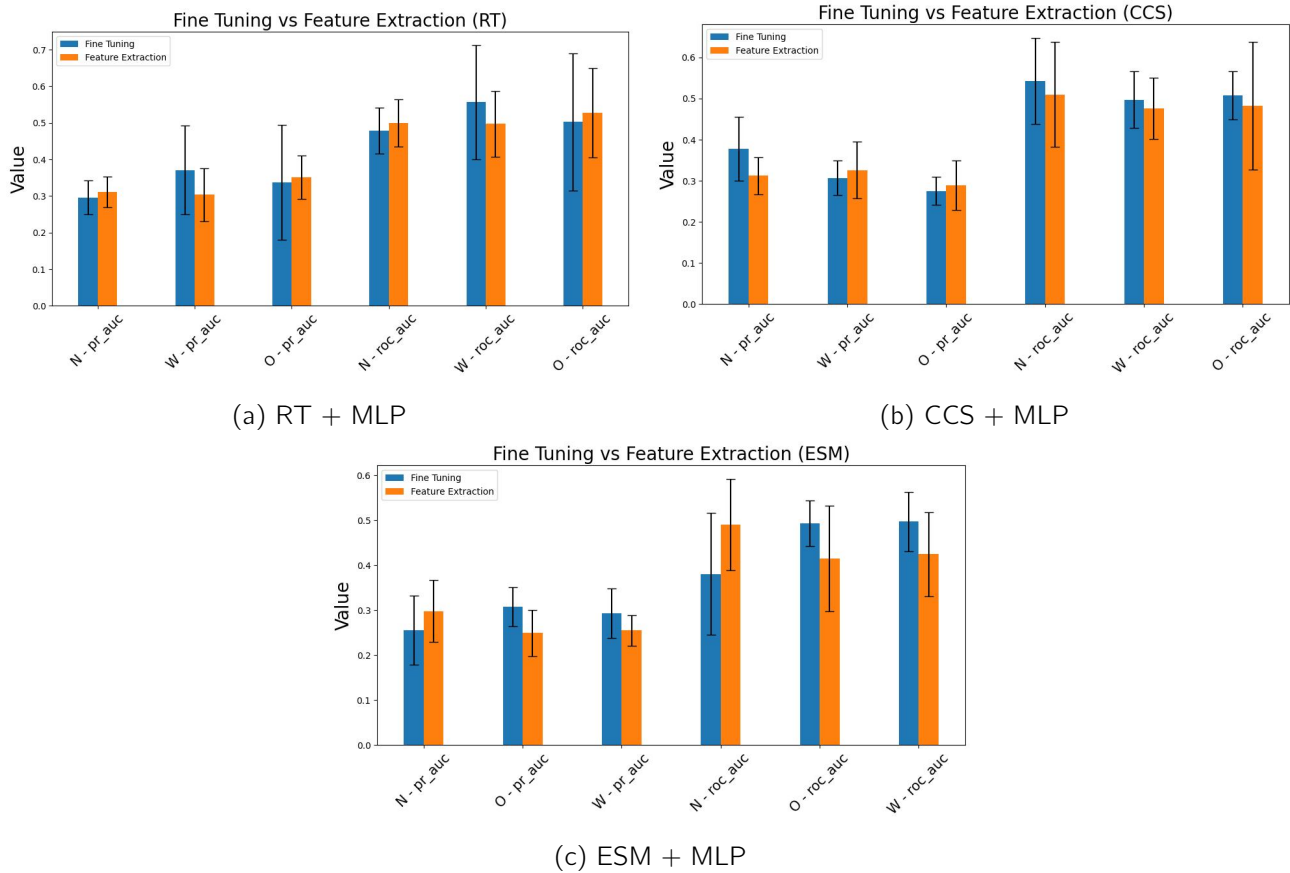 Fine Tuning vs Feature Extraction (RT)
Fine Tuning
Feature Extraction
Value
0.7
0.6
0.5
0.4
0.3
0.2
0.1
0.0
N - pr_auc
W - pr_auc
O - pr_auc
N - roc_auc
W - roc_auc
O - roc_auc
(a) RT + MLP
Fine Tuning vs Feature Extraction (CCS)
Fine Tuning
Feature Extraction
Value
0.6
0.5
0.4
0.3
0.2
0.1
0.0
N - pr_auc
W - pr_auc
O - pr_auc
N - roc_auc
W - roc_auc
O - roc_auc
(b) CCS + MLP
Fine Tuning vs Feature Extraction (ESM)
Fine Tuning
Feature Extraction
Value
0.6
0.5
0.4
0.3
0.2
0.1
0.0
N - pr_auc
O - pr_auc
W - pr_auc
N - roc_auc
O - roc_auc
W - roc_auc
(c) ESM + MLP